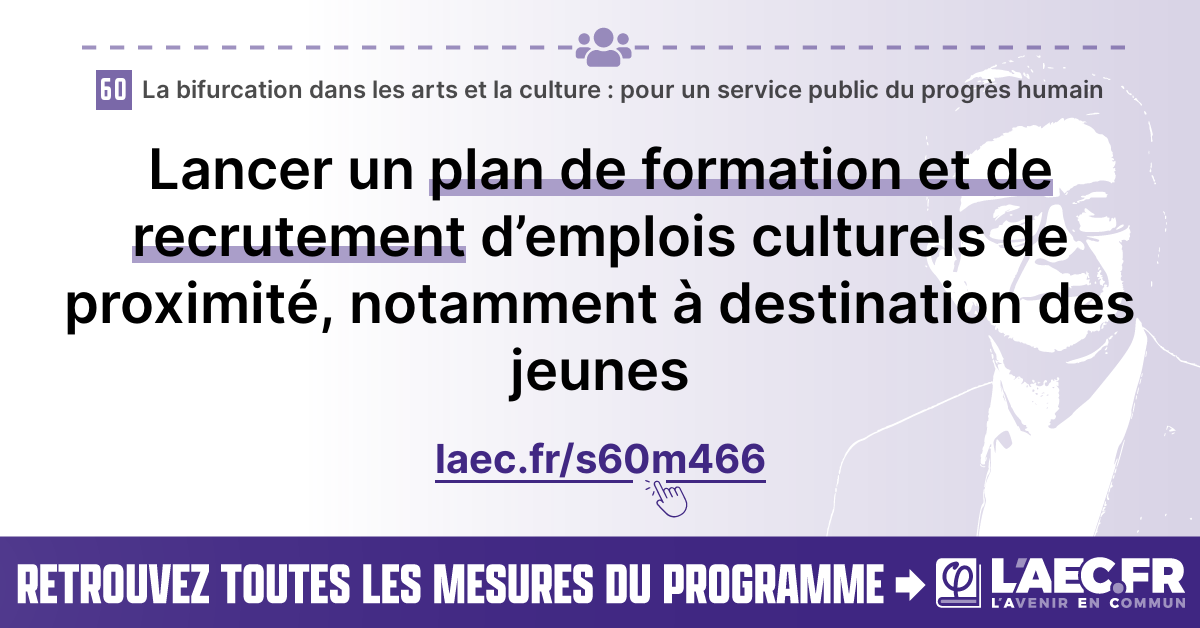 60 La bifurcation dans les arts et la culture : pour un service public du progrès humain
Lancer un plan de formation et de
recrutement d’emplois culturels de
proximité, notamment à destination des
jeunes
laec.fr/s60m466
RETROUVEZ TOUTES LES MESURES DU PROGRAMME
φ L'AEC.FR
L'AVENIR EN COMMUN